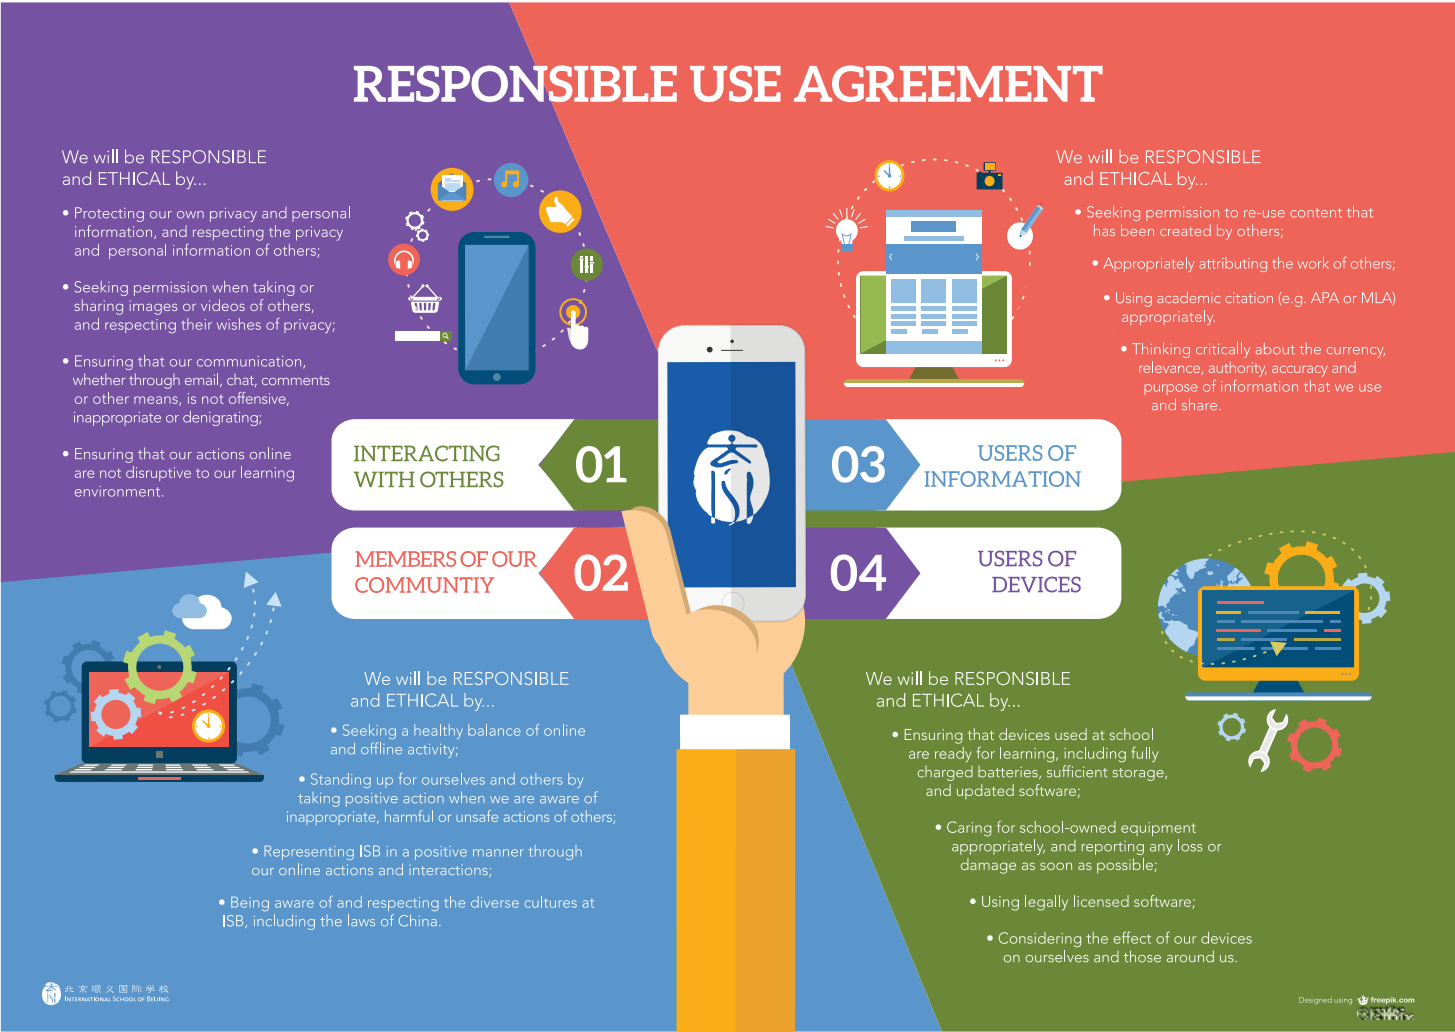 RESPONSIBLE USE AGREEMENT
We will be RESPONSIBLE
and ETHICAL by...
• Protecting our own privacy and personal
information, and respecting the privacy
and personal information of others;
• Seeking permission when taking or
sharing images or videos of others,
and respecting their wishes of privacy;
• Ensuring that our communication,
whether through email, chat, comments
or other means, is not offensive,
inappropriate or denigrating;
• Ensuring that our actions online
are not disruptive to our learning
environment.
We will be RESPONSIBLE
and ETHICAL by...
• Seeking permission to re-use content that
has been created by others;
• Appropriately attributing the work of others;
• Using academic citation (e.g. APA or MLA)
appropriately.
• Thinking critically about the currency,
relevance, authority, accuracy and
purpose of information that we use
and share.
INTERACTING
WITH OTHERS
01
03
USERS OF
INFORMATION
MEMBERS OF OUR
COMMUNTIY
02
04
USERS OF
DEVICES
We will be RESPONSIBLE
and ETHICAL by...
• Seeking a healthy balance of online
and offline activity;
• Standing up for ourselves and others by
taking positive action when we are aware of
inappropriate, harmful or unsafe actions of others;
• Representing ISB in a positive manner through
our online actions and interactions;
• Being aware of and respecting the diverse cultures at
ISB, including the laws of China.
We will be RESPONSIBLE
and ETHICAL by...
• Ensuring that devices used at school
are ready for learning, including fully
charged batteries, sufficient storage,
and updated software;
• Caring for school-owned equipment
appropriately, and reporting any loss or
damage as soon as possible;
• Using legally licensed software;
• Considering the effect of our devices
on ourselves and those around us.
北京顺义国际学校
INTERNATIONAL SCHOOL OF BEIJING
Designed using freepik.com